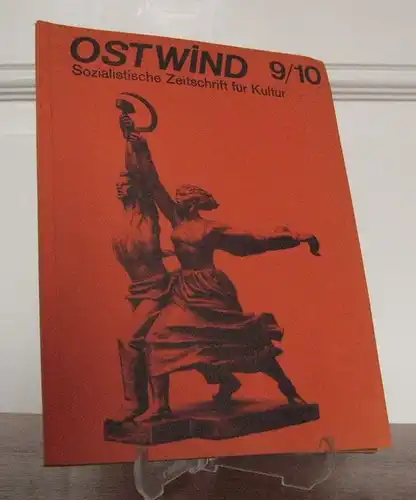 OSTWiND 9/10
Sozialistische Zeitschrift für Kultur